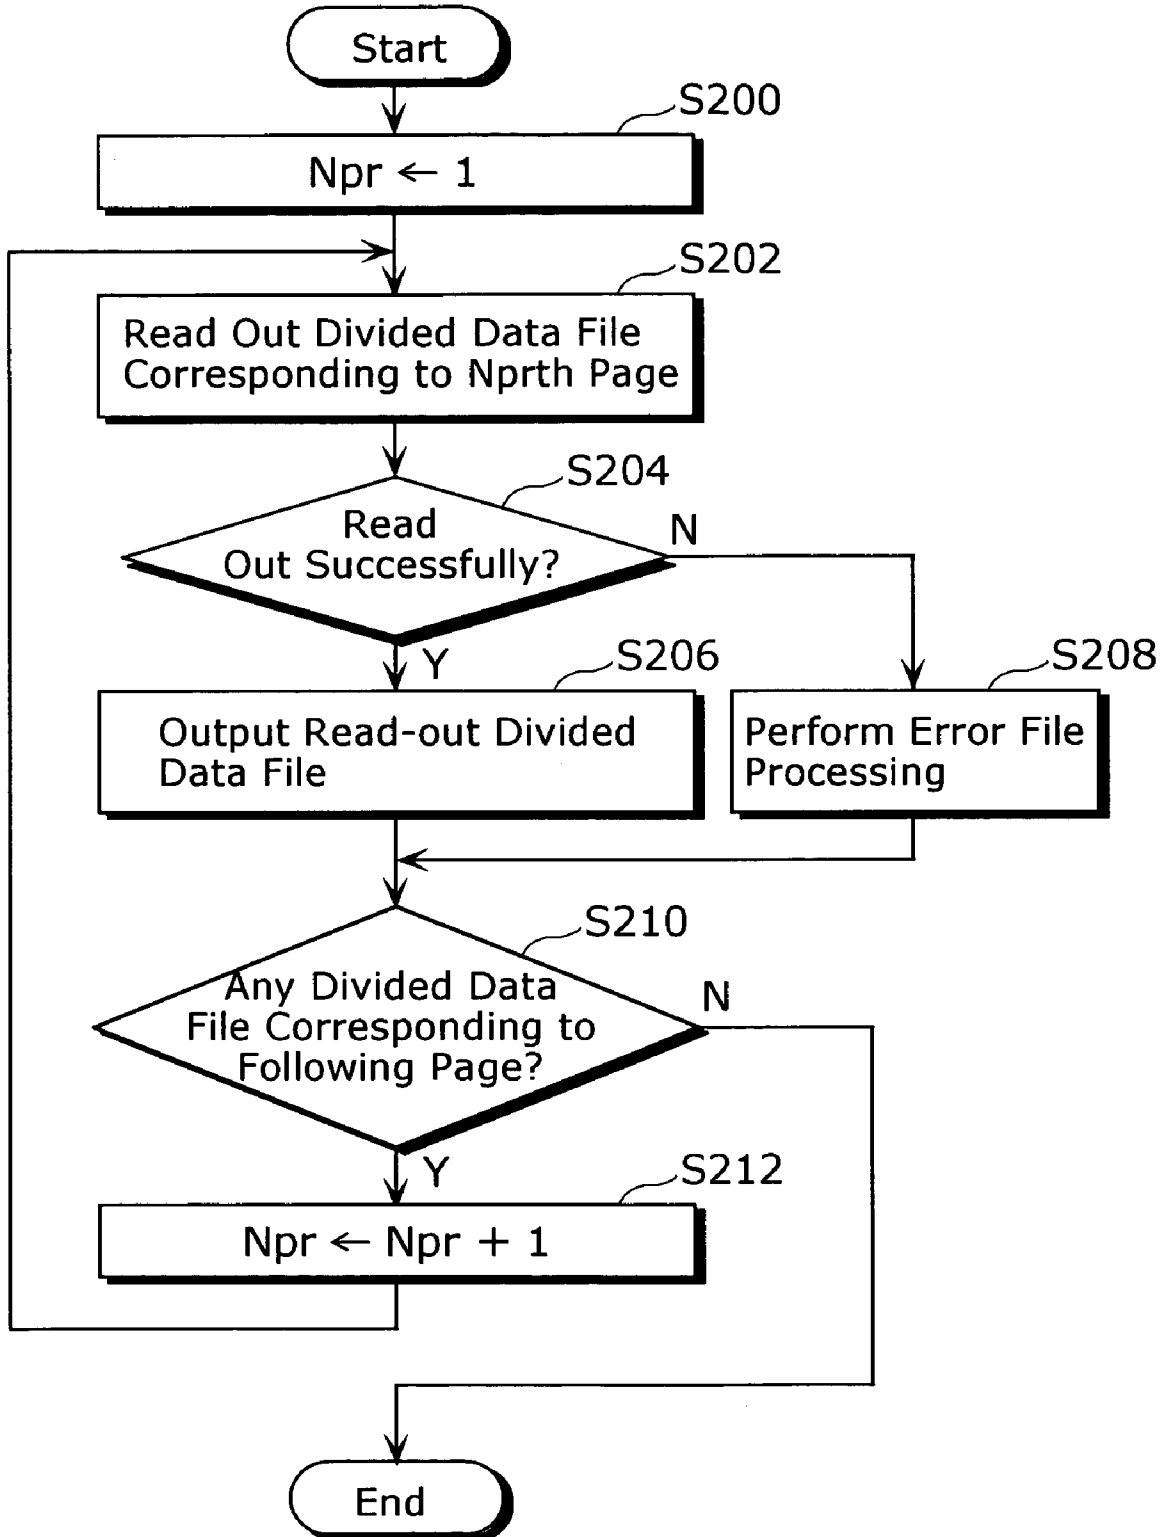 Start
S200
Npr ← 1
S202
Read Out Divided Data File
Corresponding to Nprth Page
S204
Read
Out Successfully?
N
Y
S206
Output Read-out Divided
Data File
S208
Perform Error File
Processing
S210
Any Divided Data
File Corresponding to
Following Page?
N
Y
S212
Npr ← Npr + 1
End